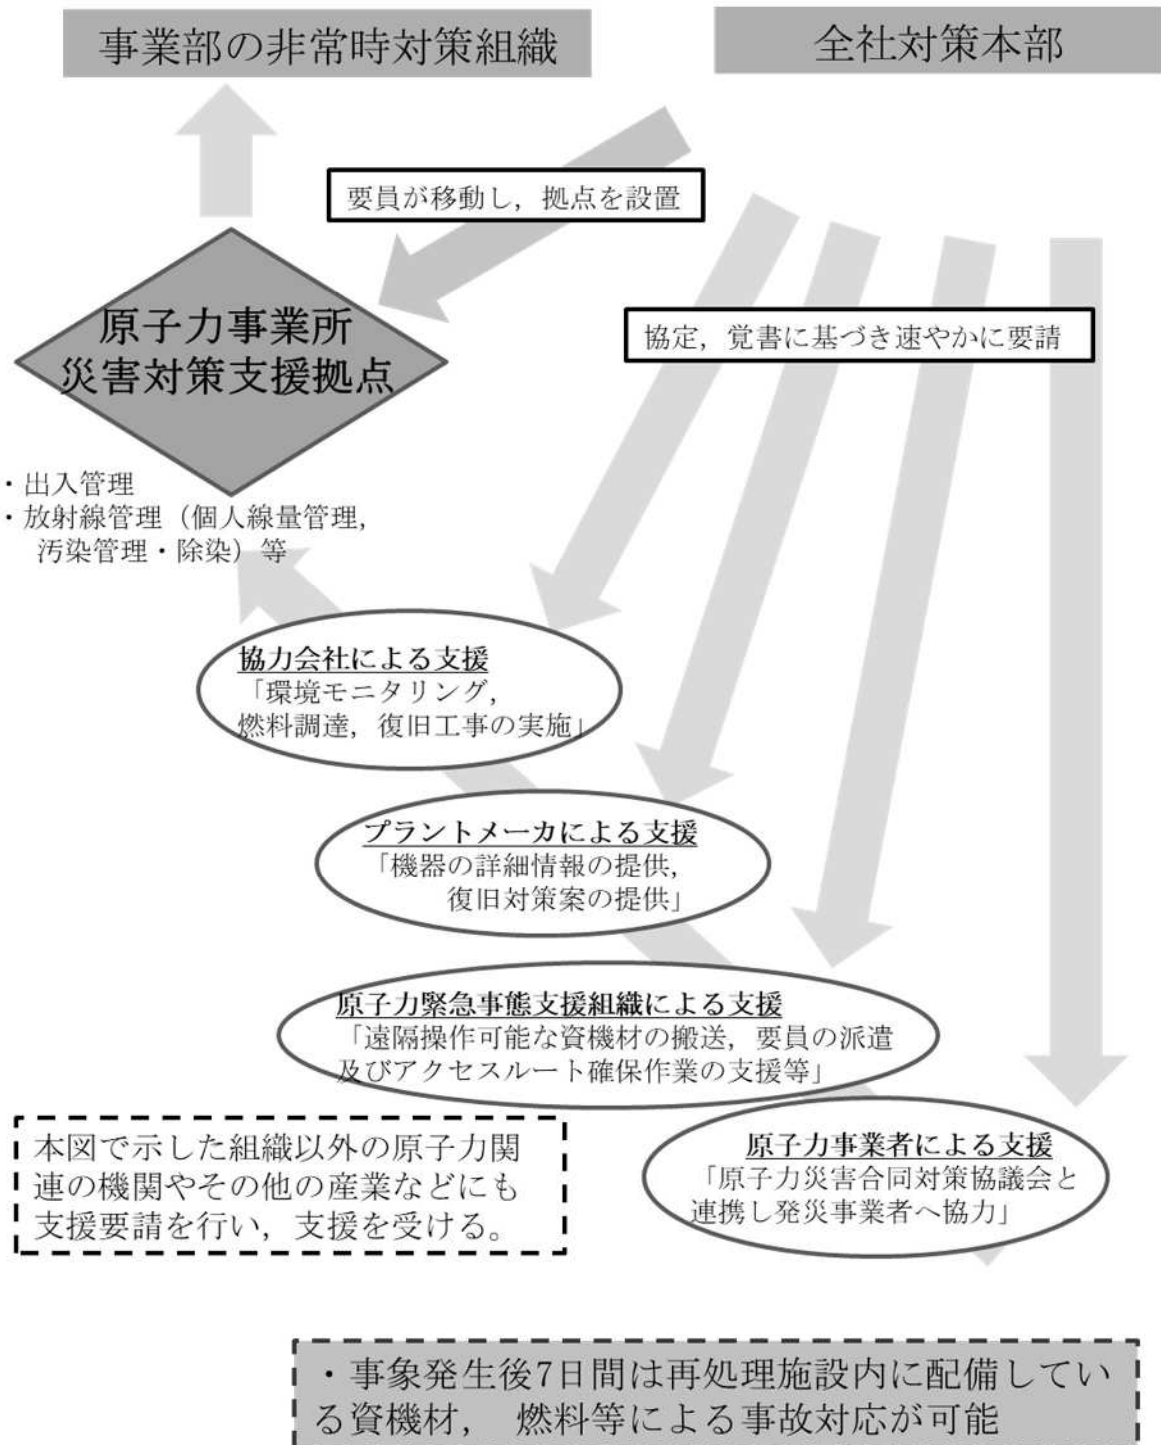 事業部の非常時対策組織
全社対策本部
要員が移動し，拠点を設置
原子力事業所
災害対策支援拠点
協定，覚書に基づき速やかに要請
・出入管理
・放射線管理（個人線量管理，
汚染管理・除染）等
協力会社による支援
「環境モニタリング，
燃料調達，復旧工事の実施」
プラントメーカによる支援
「機器の詳細情報の提供，
復旧対策案の提供」
原子力緊急事態支援組織による支援
「遠隔操作可能な資機材の搬送，要員の派遣
及びアクセスルート確保作業の支援等」
原子力事業者による支援
「原子力災害合同対策協議会と
連携し発災事業者へ協力」
本図で示した組織以外の原子力関
連の機関やその他の産業などにも
支援要請を行い，支援を受ける。
・事象発生後7日間は再処理施設内に配備してい
る資機材，　燃料等による事故対応が可能